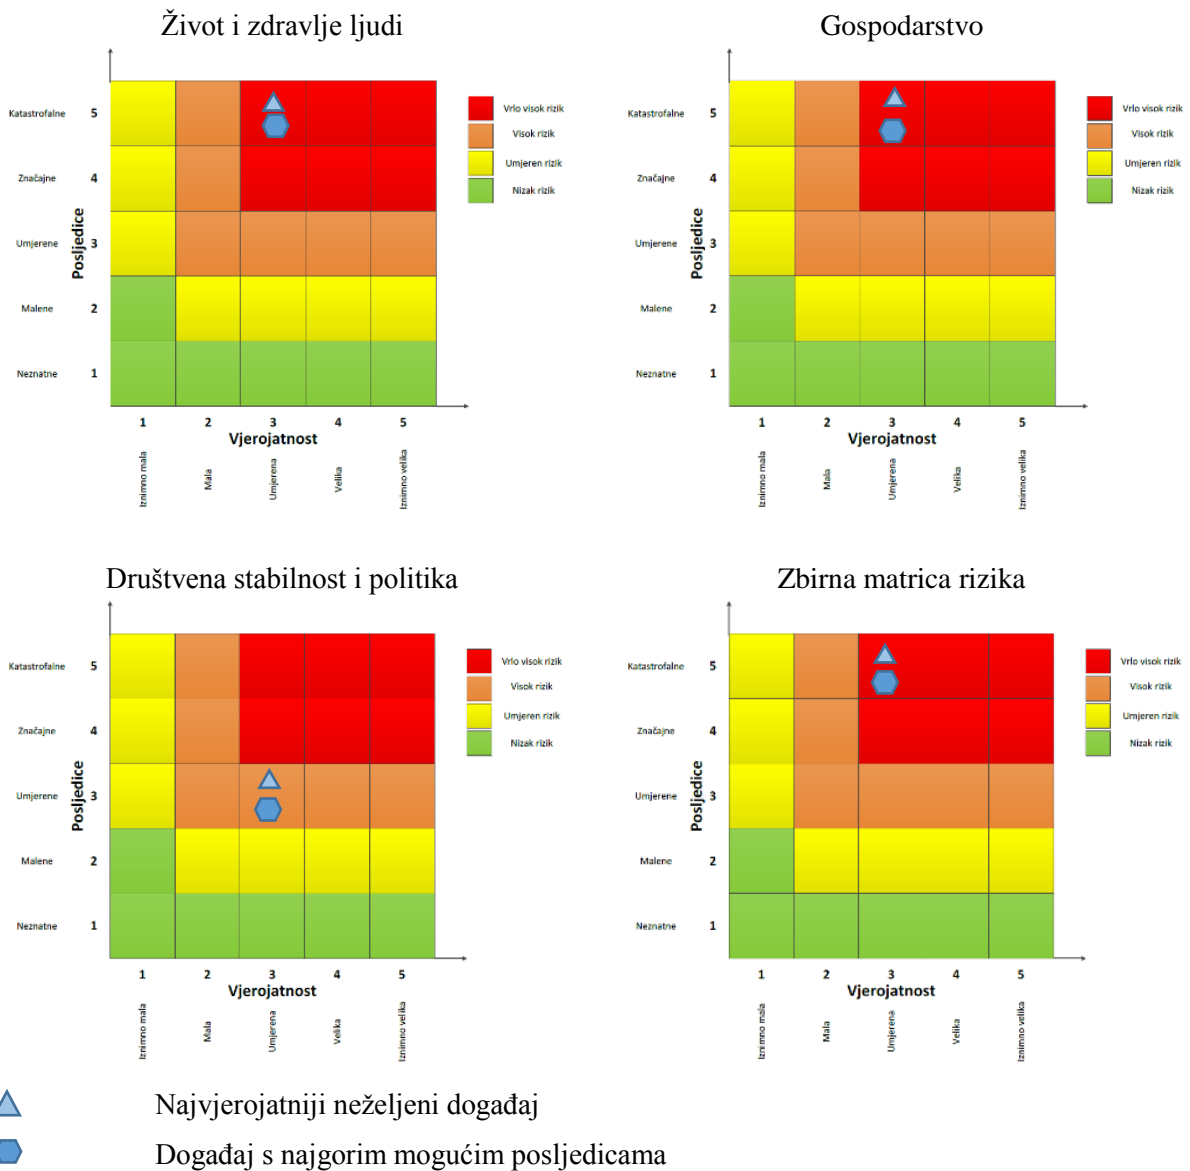 Život i zdravlje ljudi
Katastrofalne 5
Značajne 4
Umjerene 3
Malene 2
Neznatne 1
Posljedice
1 2 3 4 5
Vjerojatnost
Iznimno mala
Mala
Umjerena
Velika
Iznimno velika
Vrlo visok rizik
Visok rizik
Umjeren rizik
Nizak rizik
Gospodarstvo
Katastrofalne 5
Značajne 4
Umjerene 3
Malene 2
Neznatne 1
Posljedice
1 2 3 4 5
Vjerojatnost
Iznimno mala
Mala
Umjerena
Velika
Iznimno velika
Vrlo visok rizik
Visok rizik
Umjeren rizik
Nizak rizik
Društvena stabilnost i politika
Katastrofalne 5
Značajne 4
Umjerene 3
Malene 2
Neznatne 1
Posljedice
1 2 3 4 5
Vjerojatnost
Iznimno mala
Mala
Umjerena
Velika
Iznimno velika
Vrlo visok rizik
Visok rizik
Umjeren rizik
Nizak rizik
Zbirna matrica rizika
Katastrofalne 5
Značajne 4
Umjerene 3
Malene 2
Neznatne 1
Posljedice
1 2 3 4 5
Vjerojatnost
Iznimno mala
Mala
Umjerena
Velika
Iznimno velika
Vrlo visok rizik
Visok rizik
Umjeren rizik
Nizak rizik
Najvjerojatniji neželjeni događaj
Događaj s najgorim mogućim posljedicama